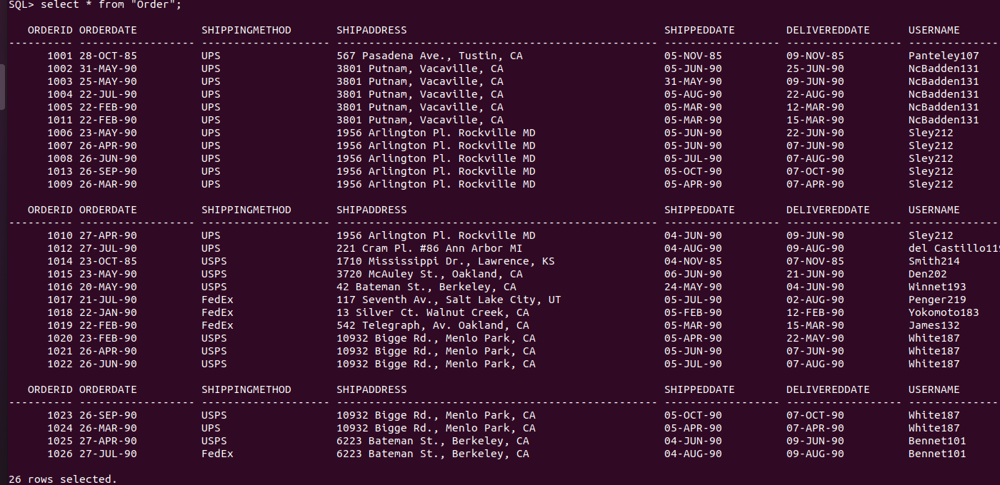 SQL> select * from "Order";
ORDERID ORDERDATE SHIPPINGMETHOD SHIPADDRESS SHIPPEDDATE DELIVEREDDATE USERNAME
---------- ------------------ -------------------- -------------------------------------------------- ------------------ ------------------ --------------
1001 28-OCT-85 UPS 567 Pasadena Ave., Tustin, CA 05-NOV-85 09-NOV-85 Panteley107
1002 31-MAY-90 UPS 3801 Putnam, Vacaville, CA 05-JUN-90 25-JUN-90 NcBadden131
1003 25-MAY-90 UPS 3801 Putnam, Vacaville, CA 31-MAY-90 09-JUN-90 NcBadden131
1004 22-JUL-90 UPS 3801 Putnam, Vacaville, CA 05-AUG-90 22-AUG-90 NcBadden131
1005 22-FEB-90 UPS 3801 Putnam, Vacaville, CA 05-MAR-90 12-MAR-90 NcBadden131
1011 22-FEB-90 UPS 3801 Putnam, Vacaville, CA 05-MAR-90 15-MAR-90 NcBadden131
1006 23-MAY-90 UPS 1956 Arlington Pl. Rockville MD 05-JUN-90 22-JUN-90 Sley212
1007 26-APR-90 UPS 1956 Arlington Pl. Rockville MD 05-JUN-90 07-JUN-90 Sley212
1008 26-JUN-90 UPS 1956 Arlington Pl. Rockville MD 05-JUL-90 07-AUG-90 Sley212
1013 26-SEP-90 UPS 1956 Arlington Pl. Rockville MD 05-OCT-90 07-OCT-90 Sley212
1009 26-MAR-90 UPS 1956 Arlington Pl. Rockville MD 05-APR-90 07-APR-90 Sley212
ORDERID ORDERDATE SHIPPINGMETHOD SHIPADDRESS SHIPPEDDATE DELIVEREDDATE USERNAME
---------- ------------------ -------------------- -------------------------------------------------- ------------------ ------------------ --------------
1010 27-APR-90 UPS 1956 Arlington Pl. Rockville MD 04-JUN-90 09-JUN-90 Sley212
1012 27-JUL-90 UPS 221 Cram Pl. #86 Ann Arbor MI 04-AUG-90 09-AUG-90 del Castillo119
1014 23-OCT-85 USPS 1710 Mississippi Dr., Lawrence, KS 04-NOV-85 07-NOV-85 Smith214
1015 23-MAY-90 USPS 3720 McAuley St., Oakland, CA 06-JUN-90 21-JUN-90 Den202
1016 20-MAY-90 USPS 42 Bateman St., Berkeley, CA 24-MAY-90 04-JUN-90 Winnet193
1017 21-JUL-90 FedEx 117 Seventh Av., Salt Lake City, UT 05-JUL-90 02-AUG-90 Penger219
1018 22-JAN-90 FedEx 13 Silver Ct. Walnut Creek, CA 05-FEB-90 12-FEB-90 Yokomoto183
1019 22-FEB-90 FedEx 542 Telegraph, Av. Oakland, CA 05-MAR-90 15-MAR-90 James132
1020 23-FEB-90 USPS 10932 Bigge Rd., Menlo Park, CA 05-APR-90 22-MAY-90 White187
1021 26-APR-90 USPS 10932 Bigge Rd., Menlo Park, CA 05-JUN-90 07-JUN-90 White187
1022 26-JUN-90 USPS 10932 Bigge Rd., Menlo Park, CA 05-JUL-90 07-AUG-90 White187
ORDERID ORDERDATE SHIPPINGMETHOD SHIPADDRESS SHIPPEDDATE DELIVEREDDATE USERNAME
---------- ------------------ -------------------- -------------------------------------------------- ------------------ ------------------ --------------
1023 26-SEP-90 USPS 10932 Bigge Rd., Menlo Park, CA 05-OCT-90 07-OCT-90 White187
1024 26-MAR-90 UPS 10932 Bigge Rd., Menlo Park, CA 05-APR-90 07-APR-90 White187
1025 27-APR-90 USPS 6223 Bateman St., Berkeley, CA 04-JUN-90 09-JUN-90 Bennet101
1026 27-JUL-90 FedEx 6223 Bateman St., Berkeley, CA 04-AUG-90 09-AUG-90 Bennet101
26 rows selected.